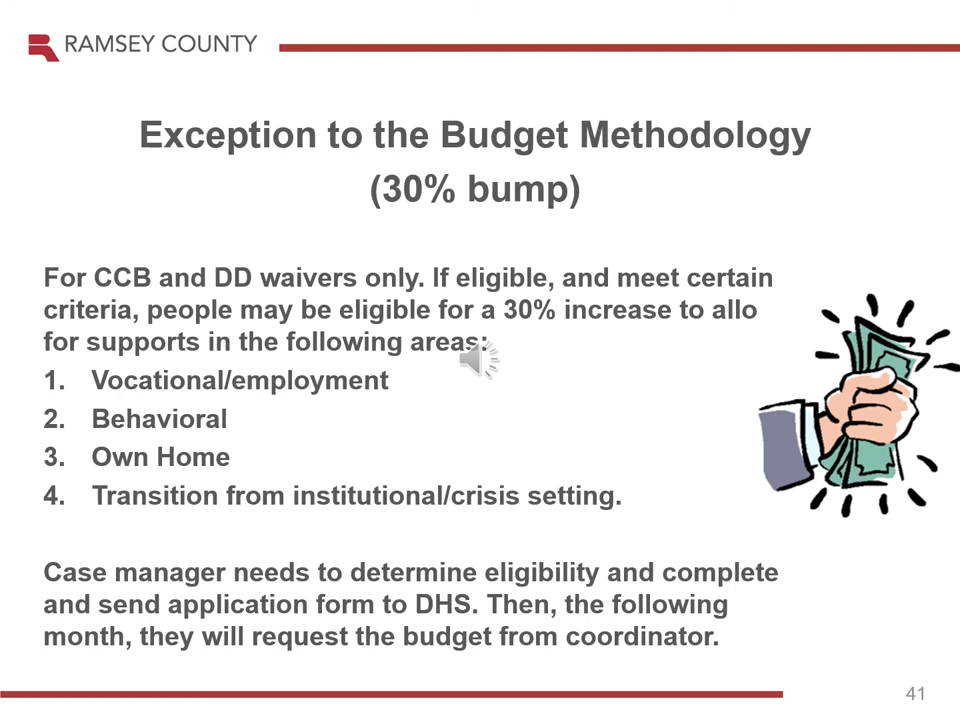 RAMSEY COUNTY
Exception to the Budget Methodology
(30% bump)
For CCB and DD waivers only. If eligible, and meet certain
criteria, people may be eligible for a 30% increase to allo
for supports in the following areas:
1. Vocational/employment
2. Behavioral
3. Own Home
4. Transition from institutional/crisis setting.
Case manager needs to determine eligibility and complete
and send application form to DHS. Then, the following
month, they will request the budget from coordinator.
41